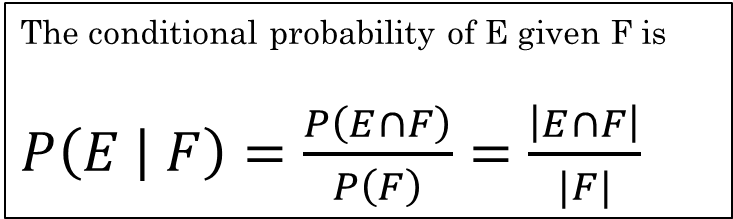 The conditional probability of E given F is
P(E | F) = P(E∩F)/P(F) = |E∩F|/|F|